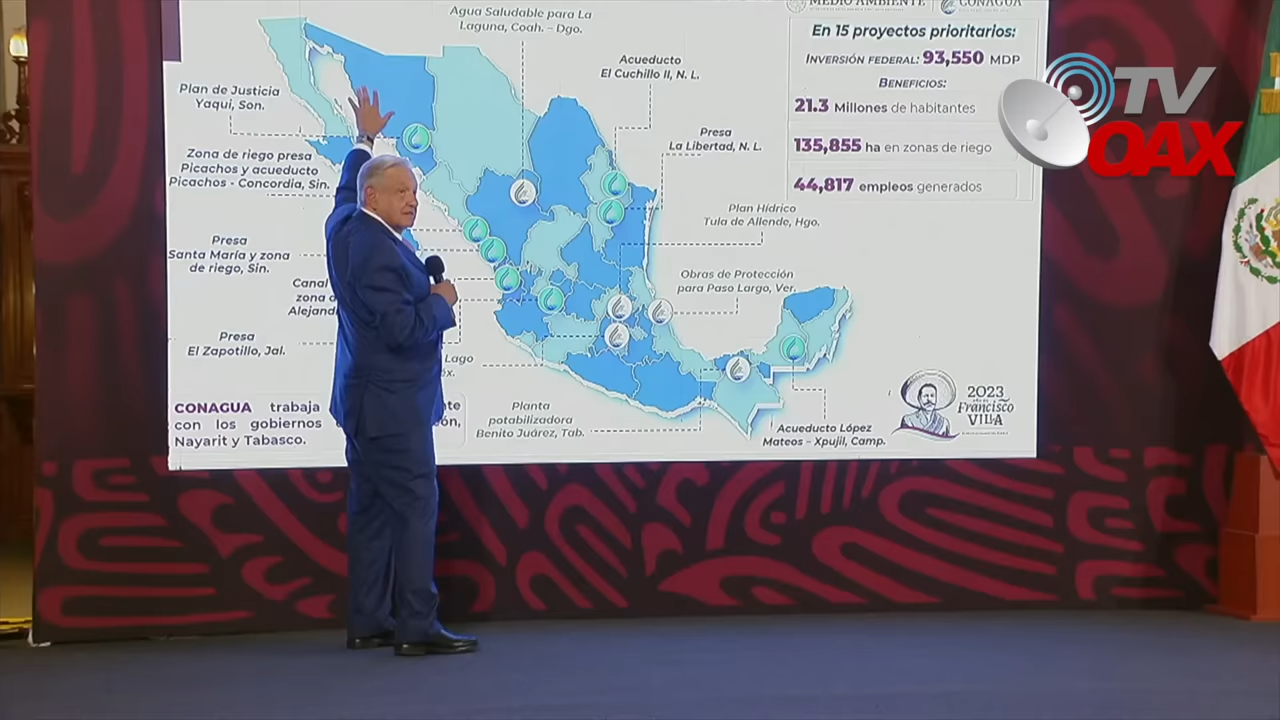 MEDIO AMBIENTE
CONAGUA
Agua Saludable para La
Laguna, Coah. – Dgo.
En 15 proyectos prioritarios:
INVERSIÓN FEDERAL: 93,550 MDP
BENEFICIOS:
21.3 Millones de habitantes
135,855 ha en zonas de riego
44,817 empleos generados
TV
OAX
Acueducto
El Cuchillo II, N. L.
Plan de Justicia
Yaqui, Son.
Presa
La Libertad, N. L.
Zona de riego presa
Picachos y acueducto
Picachos - Concordia, Sin.
Plan Hídrico
Tula de Allende, Hgo.
Presa
Santa María y zona
de riego, Sin.
Obras de Protección
para Paso Largo, Ver.
Canal
zona d
Alejand
Presa
El Zapotillo, Jal.
Lago
éx.
CONAGUA trabaja
con los gobiernos
Nayarit y Tabasco.
Planta
potabilizadora
Benito Juárez, Tab.
Acueducto López
Mateos – Xpujil, Camp.
2023
Francisco
VILLA